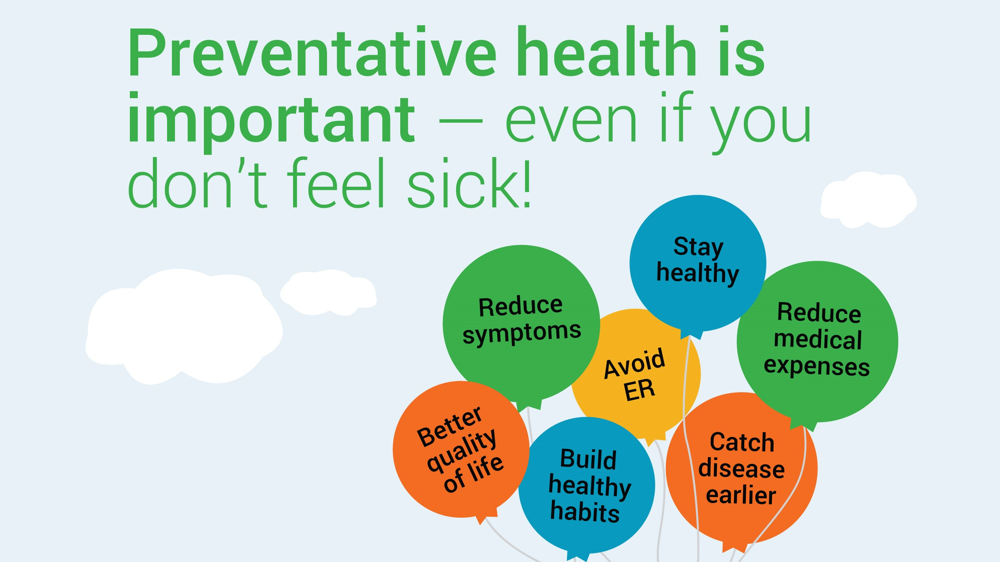 Preventative health is
important — even if you
don’t feel sick!
Stay
healthy
Reduce
symptoms
Reduce
medical
expenses
Avoid
ER
Better
quality
of life
Build
healthy
habits
Catch
disease
earlier